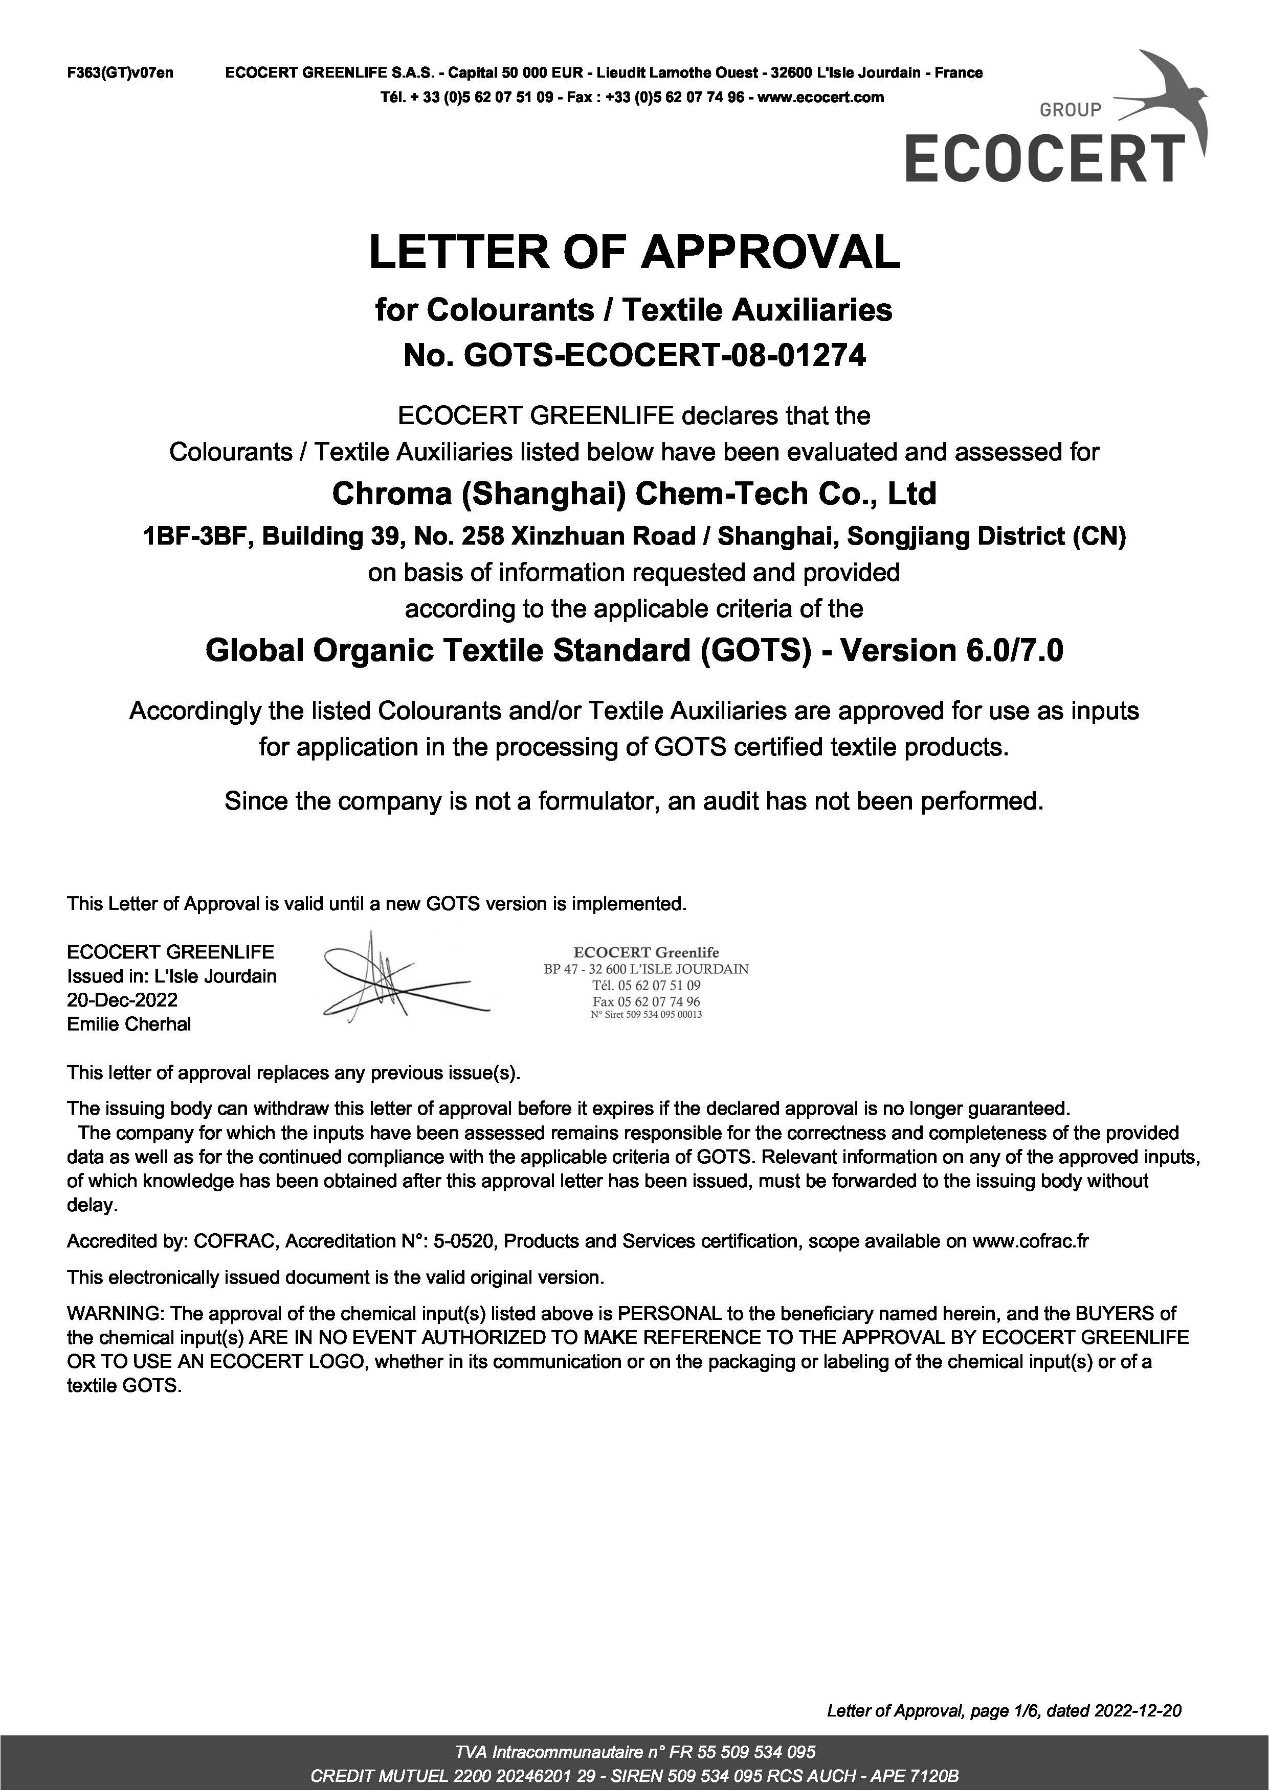 F363(GT)v07en
ECOCERT GREENLIFE S.A.S. - Capital 50 000 EUR - Lieudit Lamothe Ouest - 32600 L'Isle Jourdain - France
Tél. + 33 (0)5 62 07 51 09 - Fax : +33 (0)5 62 07 74 96 - www.ecocert.com
GROUP
ECOCERT
LETTER OF APPROVAL
for Colourants / Textile Auxiliaries
No. GOTS-ECOCERT-08-01274
ECOCERT GREENLIFE declares that the
Colourants / Textile Auxiliaries listed below have been evaluated and assessed for
Chroma (Shanghai) Chem-Tech Co., Ltd
1BF-3BF, Building 39, No. 258 Xinzhuan Road / Shanghai, Songjiang District (CN)
on basis of information requested and provided
according to the applicable criteria of the
Global Organic Textile Standard (GOTS) - Version 6.0/7.0
Accordingly the listed Colourants and/or Textile Auxiliaries are approved for use as inputs
for application in the processing of GOTS certified textile products.
Since the company is not a formulator, an audit has not been performed.
This Letter of Approval is valid until a new GOTS version is implemented.
ECOCERT GREENLIFE
Issued in: L'Isle Jourdain
20-Dec-2022
Emilie Cherhal
ECOCERT Greenlife
BP 47 - 32 600 L'ISLE JOURDAIN
Tél. 05 62 07 51 09
Fax 05 62 07 74 96
N° Siret 509 534 095 00013
This letter of approval replaces any previous issue(s).
The issuing body can withdraw this letter of approval before it expires if the declared approval is no longer guaranteed.
The company for which the inputs have been assessed remains responsible for the correctness and completeness of the provided
data as well as for the continued compliance with the applicable criteria of GOTS. Relevant information on any of the approved inputs,
of which knowledge has been obtained after this approval letter has been issued, must be forwarded to the issuing body without
delay.
Accredited by: COFRAC, Accreditation N°: 5-0520, Products and Services certification, scope available on www.cofrac.fr
This electronically issued document is the valid original version.
WARNING: The approval of the chemical input(s) listed above is PERSONAL to the beneficiary named herein, and the BUYERS of
the chemical input(s) ARE IN NO EVENT AUTHORIZED TO MAKE REFERENCE TO THE APPROVAL BY ECOCERT GREENLIFE
OR TO USE AN ECOCERT LOGO, whether in its communication or on the packaging or labeling of the chemical input(s) or of a
textile GOTS.
Letter of Approval, page 1/6, dated 2022-12-20
TVA Intracommunautaire n° FR 55 509 534 095
CREDIT MUTUEL 2200 20246201 29 - SIREN 509 534 095 RCS AUCH - APE 7120B